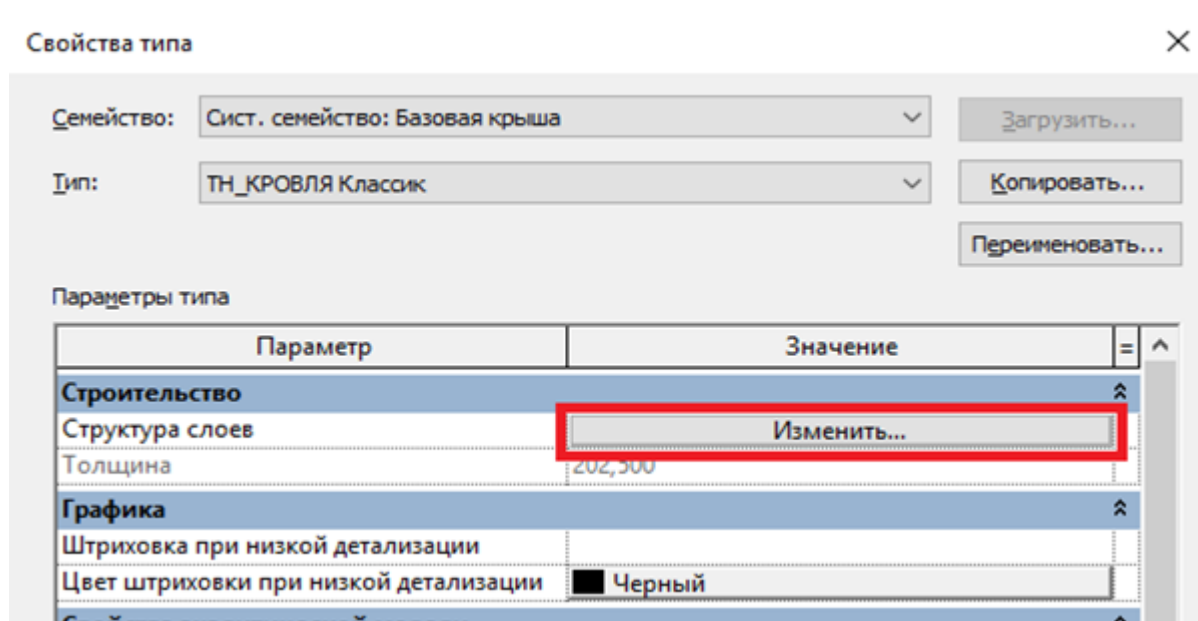 Свойства типа
Семейство: Сист. семейство: Базовая крыша Загрузить...
Тип: ТН_КРОВЛЯ Классик Копировать...
Переименовать...
Параметры типа
Параметр Значение =
Строительство
Структура слоев Изменить...
Толщина 202,500
Графика
Штриховка при низкой детализации
Цвет штриховки при низкой детализации Черный